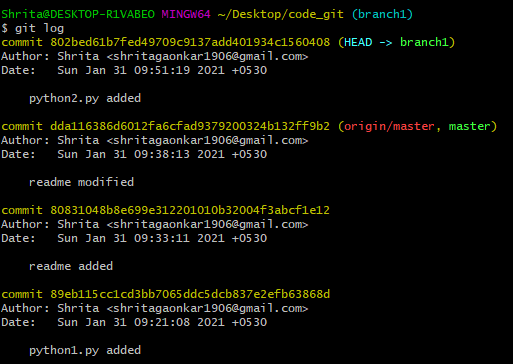 Shrita@DESKTOP-R1VABEO MINGW64 ~/Desktop/code_git (branch1)
$ git log
commit 802bed61b7fed49709c9137add401934c1560408 (HEAD -> branch1)
Author: Shrita <shritagaonkar1906@gmail.com>
Date:   Sun Jan 31 09:51:19 2021 +0530
    python2.py added
commit dda116386d6012fa6cfad9379200324b132ff9b2 (origin/master, master)
Author: Shrita <shritagaonkar1906@gmail.com>
Date:   Sun Jan 31 09:38:13 2021 +0530
    readme modified
commit 80831048b8e699e312201010b32004f3abcf1e12
Author: Shrita <shritagaonkar1906@gmail.com>
Date:   Sun Jan 31 09:33:11 2021 +0530
    readme added
commit 89eb115cc1cd3bb7065ddc5dcb837e2efb63868d
Author: Shrita <shritagaonkar1906@gmail.com>
Date:   Sun Jan 31 09:21:08 2021 +0530
    python1.py added